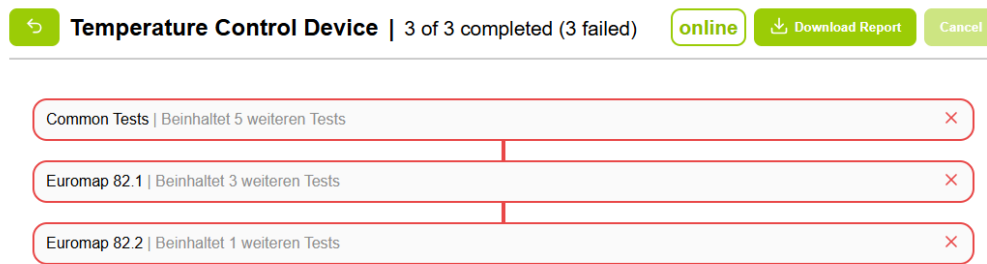 Temperature Control Device | 3 of 3 completed (3 failed) online Download Report Cancel
Common Tests | Beinhaltet 5 weiteren Tests
Euromap 82.1 | Beinhaltet 3 weiteren Tests
Euromap 82.2 | Beinhaltet 1 weiteren Tests